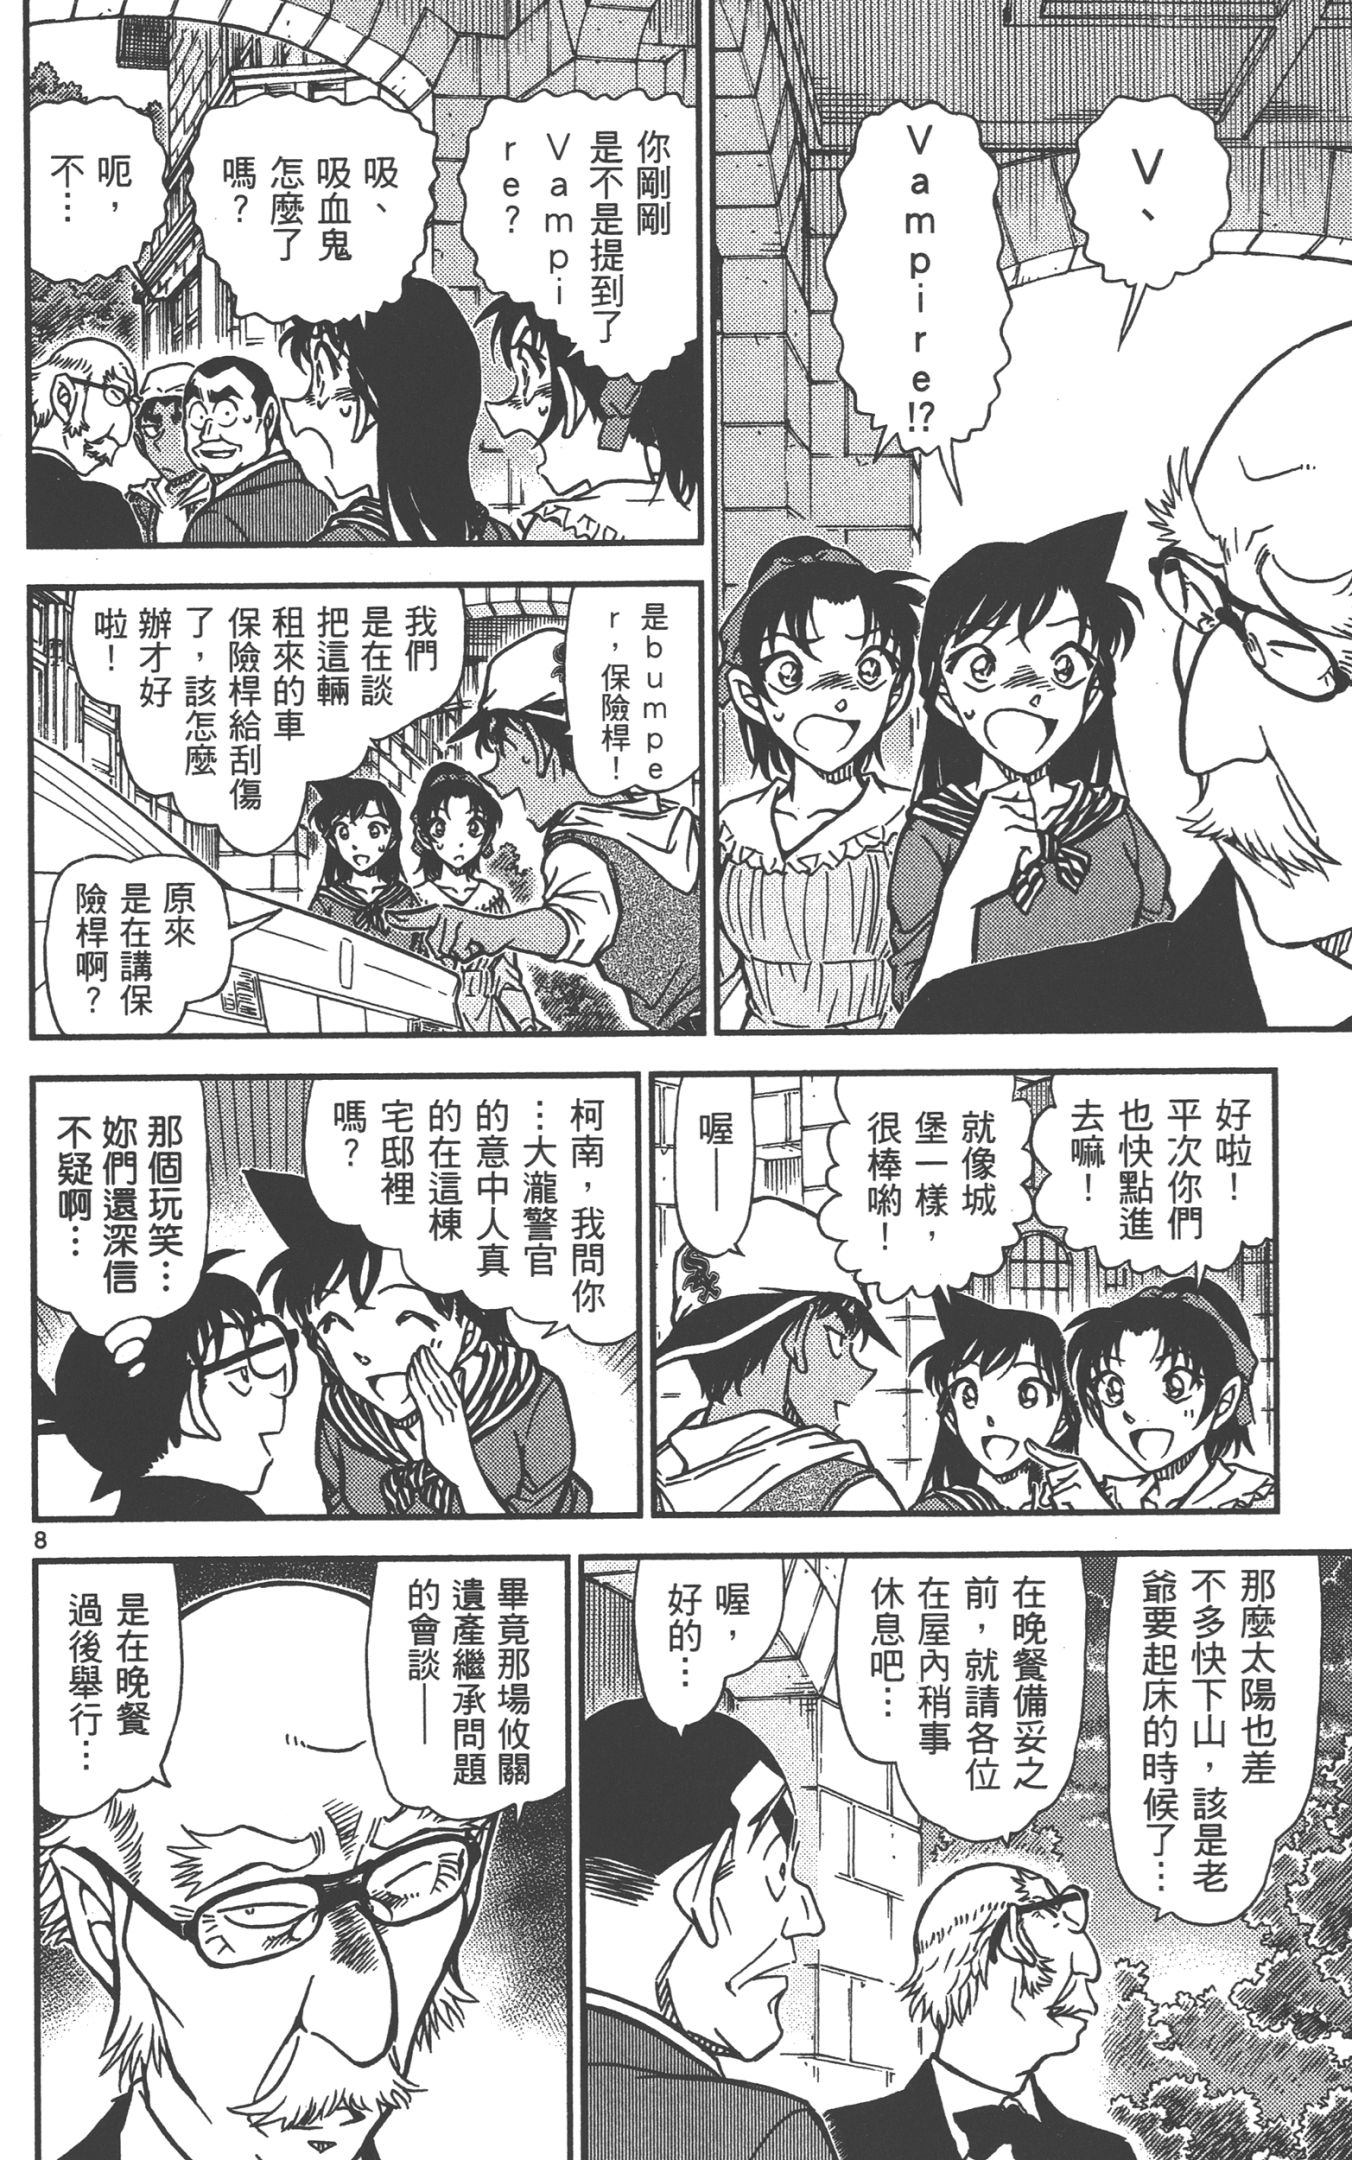 V、
Vampire!?
你剛剛
是不是提到了
Vampi
re?
吸、
吸血鬼
怎麼了
嗎?
呃,
不…
是bumpe
r,保險桿!
我們
是在談
把這輛
租來的車
保險桿給刮傷
了,該怎麼
辦才好
啦!
原來
是在講保
險桿啊?
好啦!
平次你們
也快點進
去嘛!
就像城
堡一樣,
很棒喲!
喔——
柯南,我問你
…大瀧警官
的意中人真
的在這棟
宅邸裡
嗎?
那個玩笑…
妳們還深信
不疑啊…
8
那麼太陽也差
不多快下山,該是老
爺要起床的時候了…
在晚餐備妥之
前,就請各位
在屋內稍事
休息吧…
喔,
好的…
畢竟那場攸關
遺產繼承問題
的會談——
是在晚餐
過後舉行…